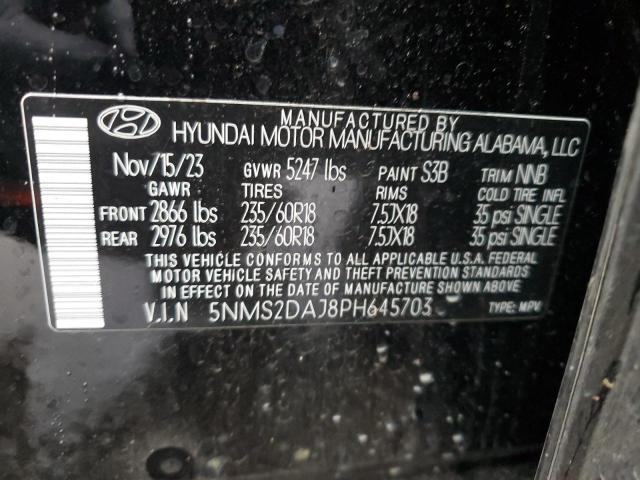 MANUFACTURED BY
HYUNDAI MOTOR MANUFACTURING ALABAMA, LLC
Nov/15/23 GVWR 5247 lbs PAINT S3B TRIM NNB
GAWR TIRES RIMS COLD TIRE INFL
FRONT 2866 lbs 235/60R18 7.5JX18 35 psi SINGLE
REAR 2976 lbs 235/60R18 7.5JX18 35 psi SINGLE
THIS VEHICLE CONFORMS TO ALL APPLICABLE U.S.A. FEDERAL
MOTOR VEHICLE SAFETY AND THEFT PREVENTION STANDARDS
IN EFFECT ON THE DATE OF MANUFACTURE SHOWN ABOVE.
V.I.N 5NMS2DAJ8PH645703 TYPE: MPV